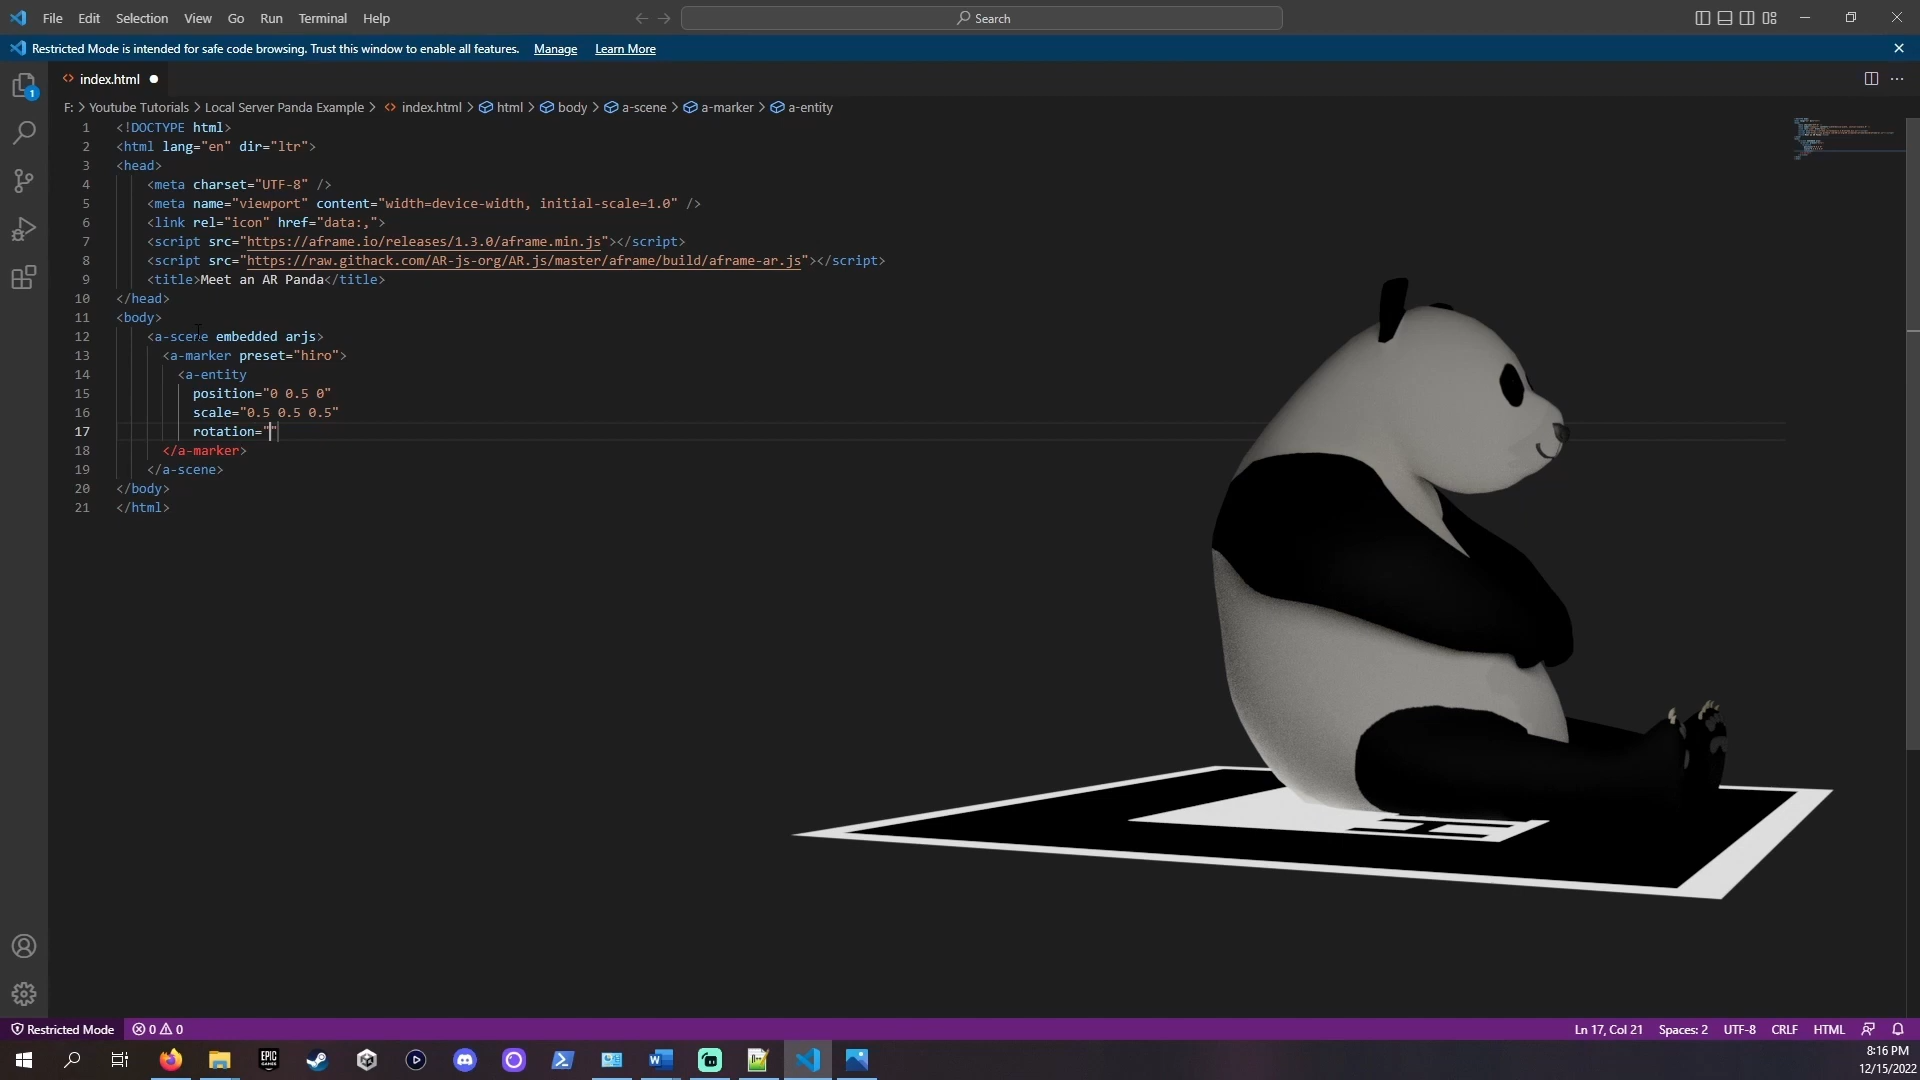 File Edit Selection View Go Run Terminal Help
Search
Restricted Mode is intended for safe code browsing. Trust this window to enable all features. Manage Learn More
1
index.html
F: > Youtube Tutorials > Local Server Panda Example > index.html > html > body > a-scene > a-marker > a-entity
1 <!DOCTYPE html>
2 <html lang="en" dir="ltr">
3 <head>
4 <meta charset="UTF-8" />
5 <meta name="viewport" content="width=device-width, initial-scale=1.0" />
6 <link rel="icon" href="data:,">
7 <script src="https://aframe.io/releases/1.3.0/aframe.min.js"></script>
8 <script src="https://raw.githack.com/AR-js-org/AR.js/master/aframe/build/aframe-ar.js"></script>
9 <title>Meet an AR Panda</title>
10 </head>
11 <body>
12 <a-scene embedded arjs>
13 <a-marker preset="hiro">
14 <a-entity
15 position="0 0.5 0"
16 scale="0.5 0.5 0.5"
17 rotation=""
18 </a-marker>
19 </a-scene>
20 </body>
21 </html>
Restricted Mode 0 0 Ln 17, Col 21 Spaces: 2 UTF-8 CRLF HTML
EPIC GAMES
W
8:16 PM
12/15/2022